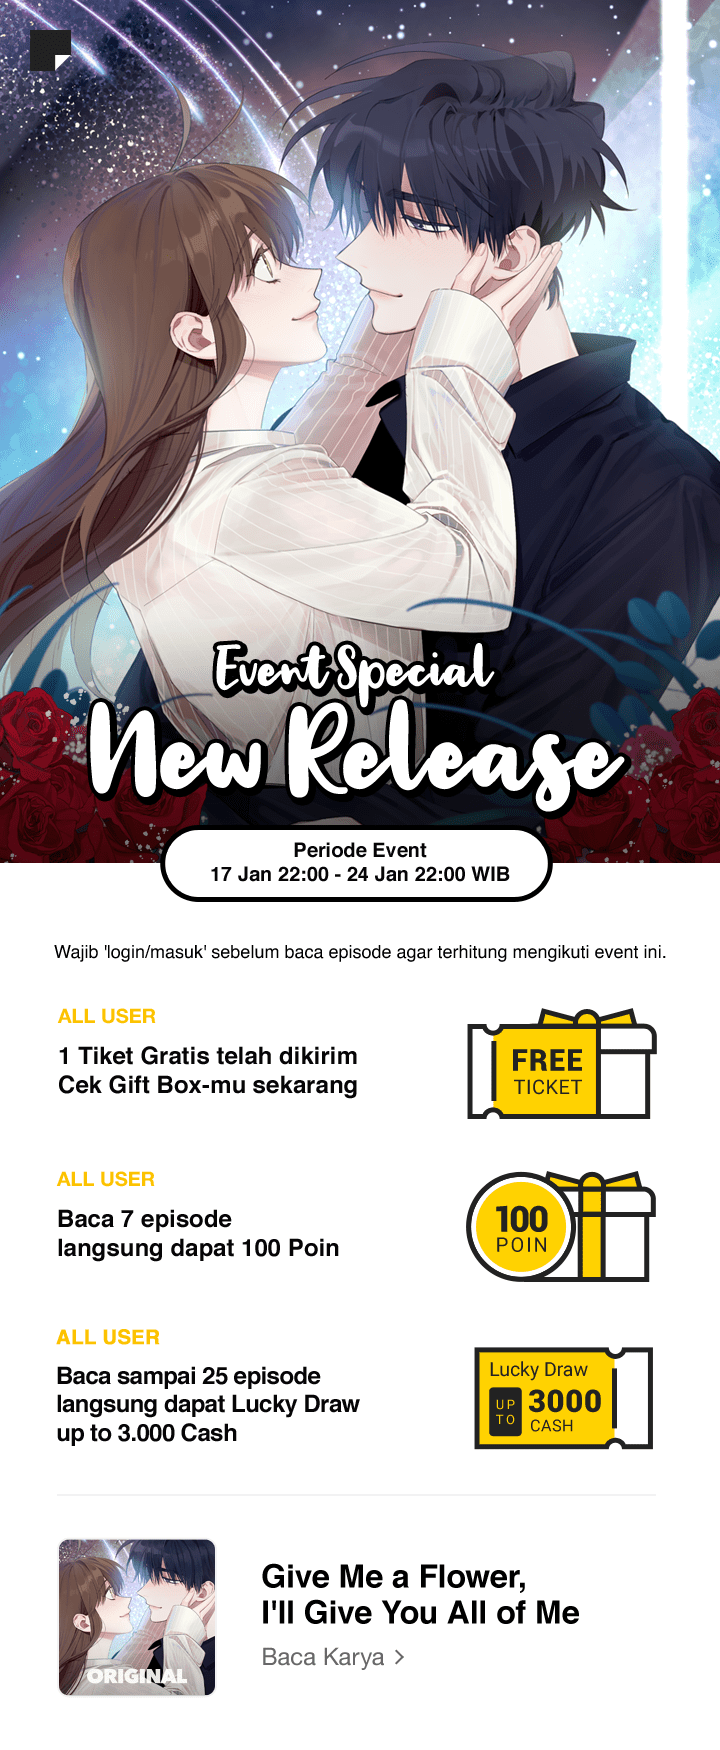 Event Special
New Release
Periode Event
17 Jan 22:00 - 24 Jan 22:00 WIB
Wajib 'login/masuk' sebelum baca episode agar terhitung mengikuti event ini.
ALL USER
1 Tiket Gratis telah dikirim
Cek Gift Box-mu sekarang
FREE
TICKET
ALL USER
Baca 7 episode
langsung dapat 100 Poin
100
POIN
ALL USER
Baca sampai 25 episode
langsung dapat Lucky Draw
up to 3.000 Cash
Lucky Draw
UP TO
3000
CASH
ORIGINAL
Give Me a Flower,
I'll Give You All of Me
Baca Karya >